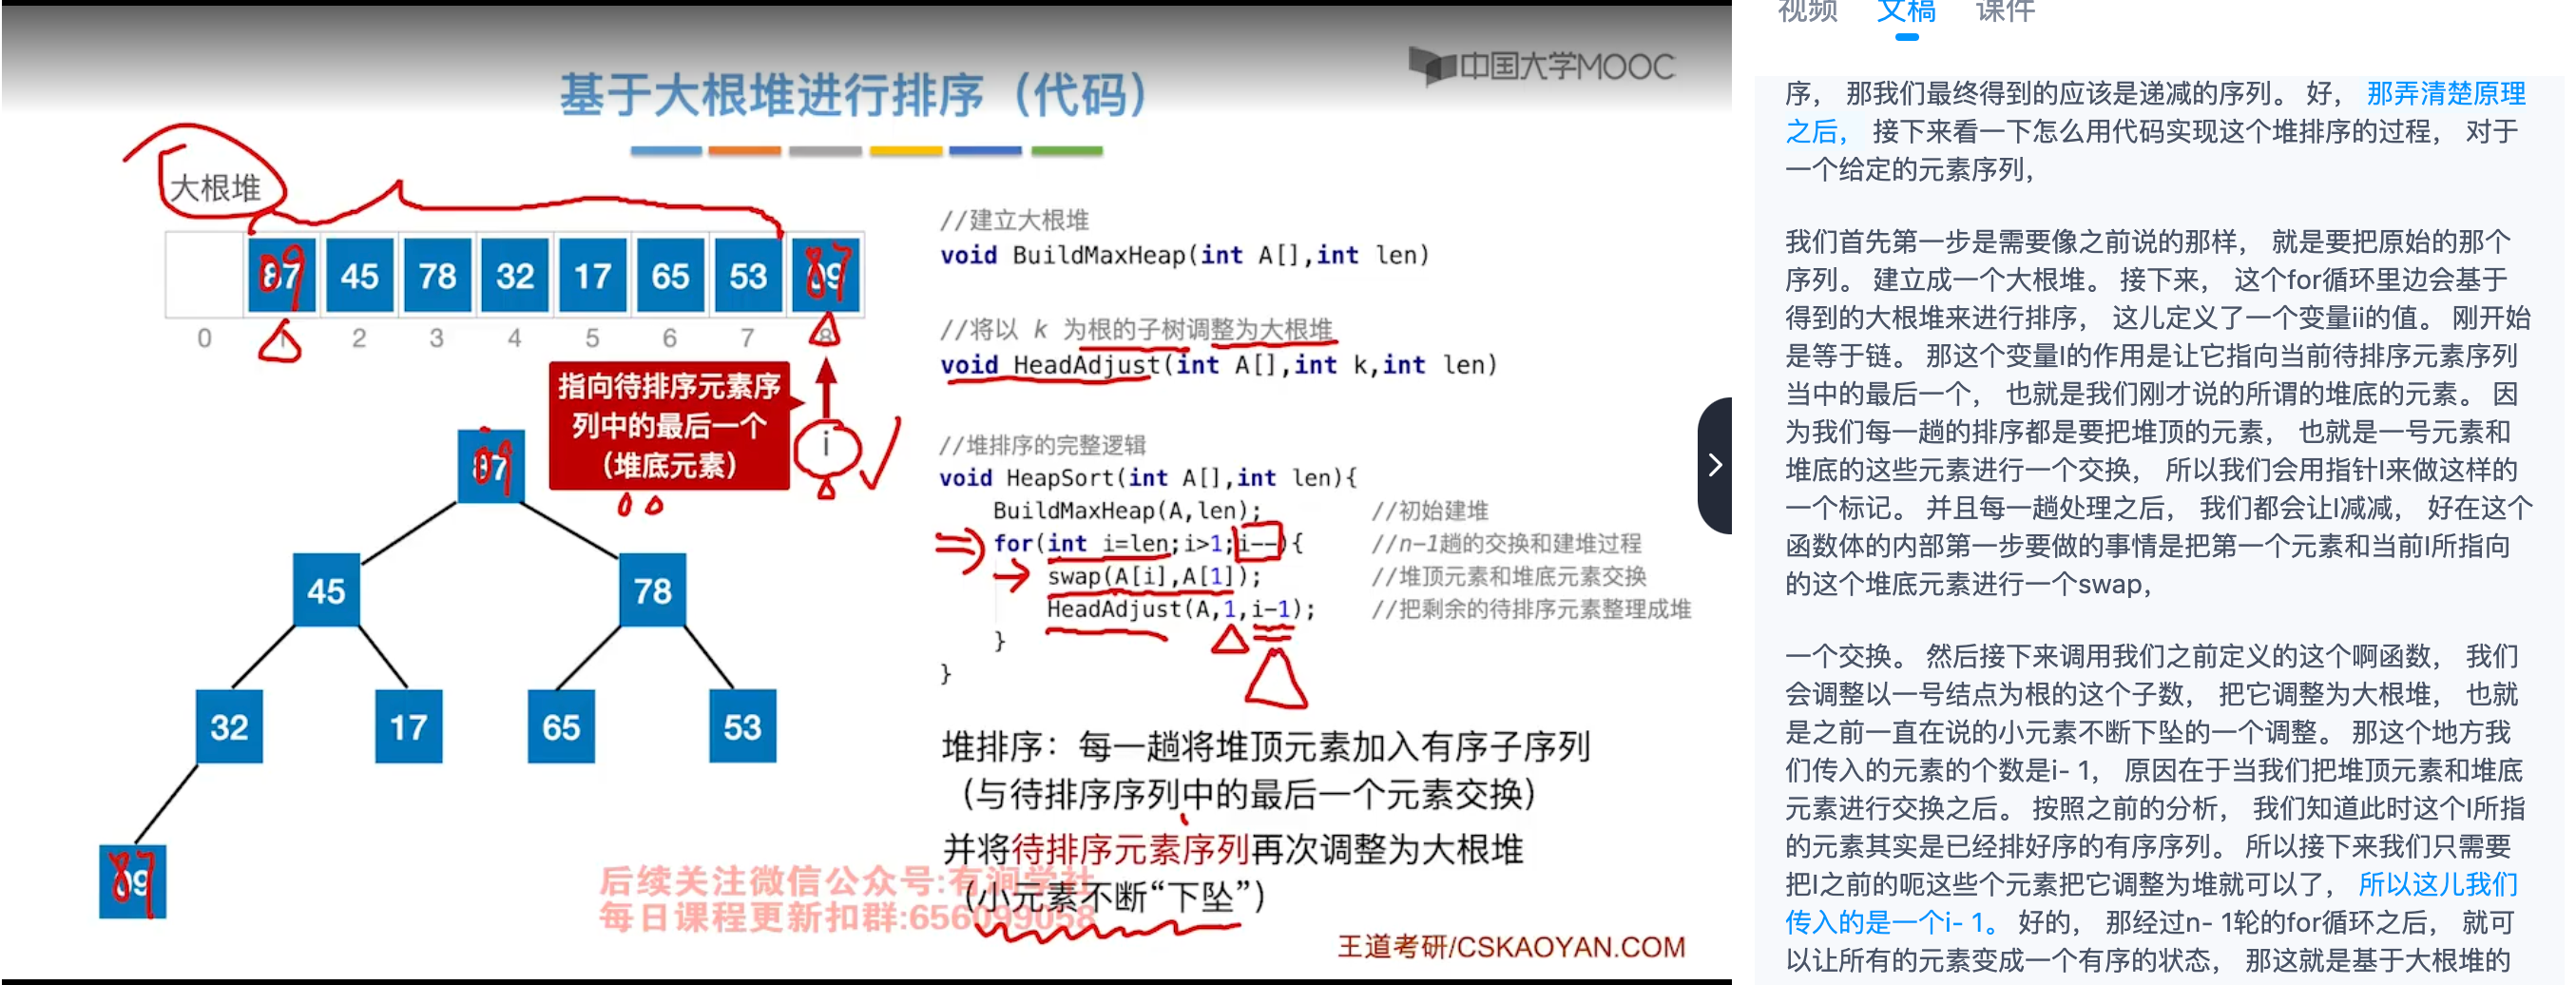 中国大学MOOC
基于大根堆进行排序（代码）
大根堆
87 45 78 32 17 65 53 09
09 87
0 1 2 3 4 5 6 7 8
指向待排序元素序
列中的最后一个
（堆底元素）
i
87
09
45 78
32 17 65 53
09
87
//建立大根堆
void BuildMaxHeap(int A[],int len)
//将以 k 为根的子树调整为大根堆
void HeadAdjust(int A[],int k,int len)
//堆排序的完整逻辑
void HeapSort(int A[],int len){
BuildMaxHeap(A,len); //初始建堆
for(int i=len;i>1;i--){ //n-1趟的交换和建堆过程
swap(A[i],A[1]); //堆顶元素和堆底元素交换
HeadAdjust(A,1,i-1); //把剩余的待排序元素整理成堆
}
}
堆排序：每一趟将堆顶元素加入有序子序列
（与待排序序列中的最后一个元素交换）
并将待排序元素序列再次调整为大根堆
（小元素不断“下坠”）
后续关注微信公众号:有涧学社
每日课程更新扣群:656099058
王道考研/CSKAOYAN.COM
视频 文稿 课件
序， 那我们最终得到的应该是递减的序列。 好， 那弄清楚原理
之后， 接下来看一下怎么用代码实现这个堆排序的过程， 对于
一个给定的元素序列，
我们首先第一步是需要像之前说的那样， 就是要把原始的那个
序列。 建立成一个大根堆。 接下来， 这个for循环里边会基于
得到的大根堆来进行排序， 这儿定义了一个变量ii的值。 刚开始
是等于链。 那这个变量I的作用是让它指向当前待排序元素序列
当中的最后一个， 也就是我们刚才说的所谓的堆底的元素。 因
为我们每一趟的排序都是要把堆顶的元素， 也就是一号元素和
堆底的这些元素进行一个交换， 所以我们会用指针I来做这样的
一个标记。 并且每一趟处理之后， 我们都会让I减减， 好在这个
函数体的内部第一步要做的事情是把第一个元素和当前I所指向
的这个堆底元素进行一个swap，
一个交换。 然后接下来调用我们之前定义的这个啊函数， 我们
会调整以一号结点为根的这个子数， 把它调整为大根堆， 也就
是之前一直在说的小元素不断下坠的一个调整。 那这个地方我
们传入的元素的个数是i- 1， 原因在于当我们把堆顶元素和堆底
元素进行交换之后。 按照之前的分析， 我们知道此时这个I所指
的元素其实是已经排好序的有序序列。 所以接下来我们只需要
把I之前的呃这些个元素把它调整为堆就可以了， 所以这儿我们
传入的是一个i- 1。 好的， 那经过n- 1轮的for循环之后， 就可
以让所有的元素变成一个有序的状态， 那这就是基于大根堆的